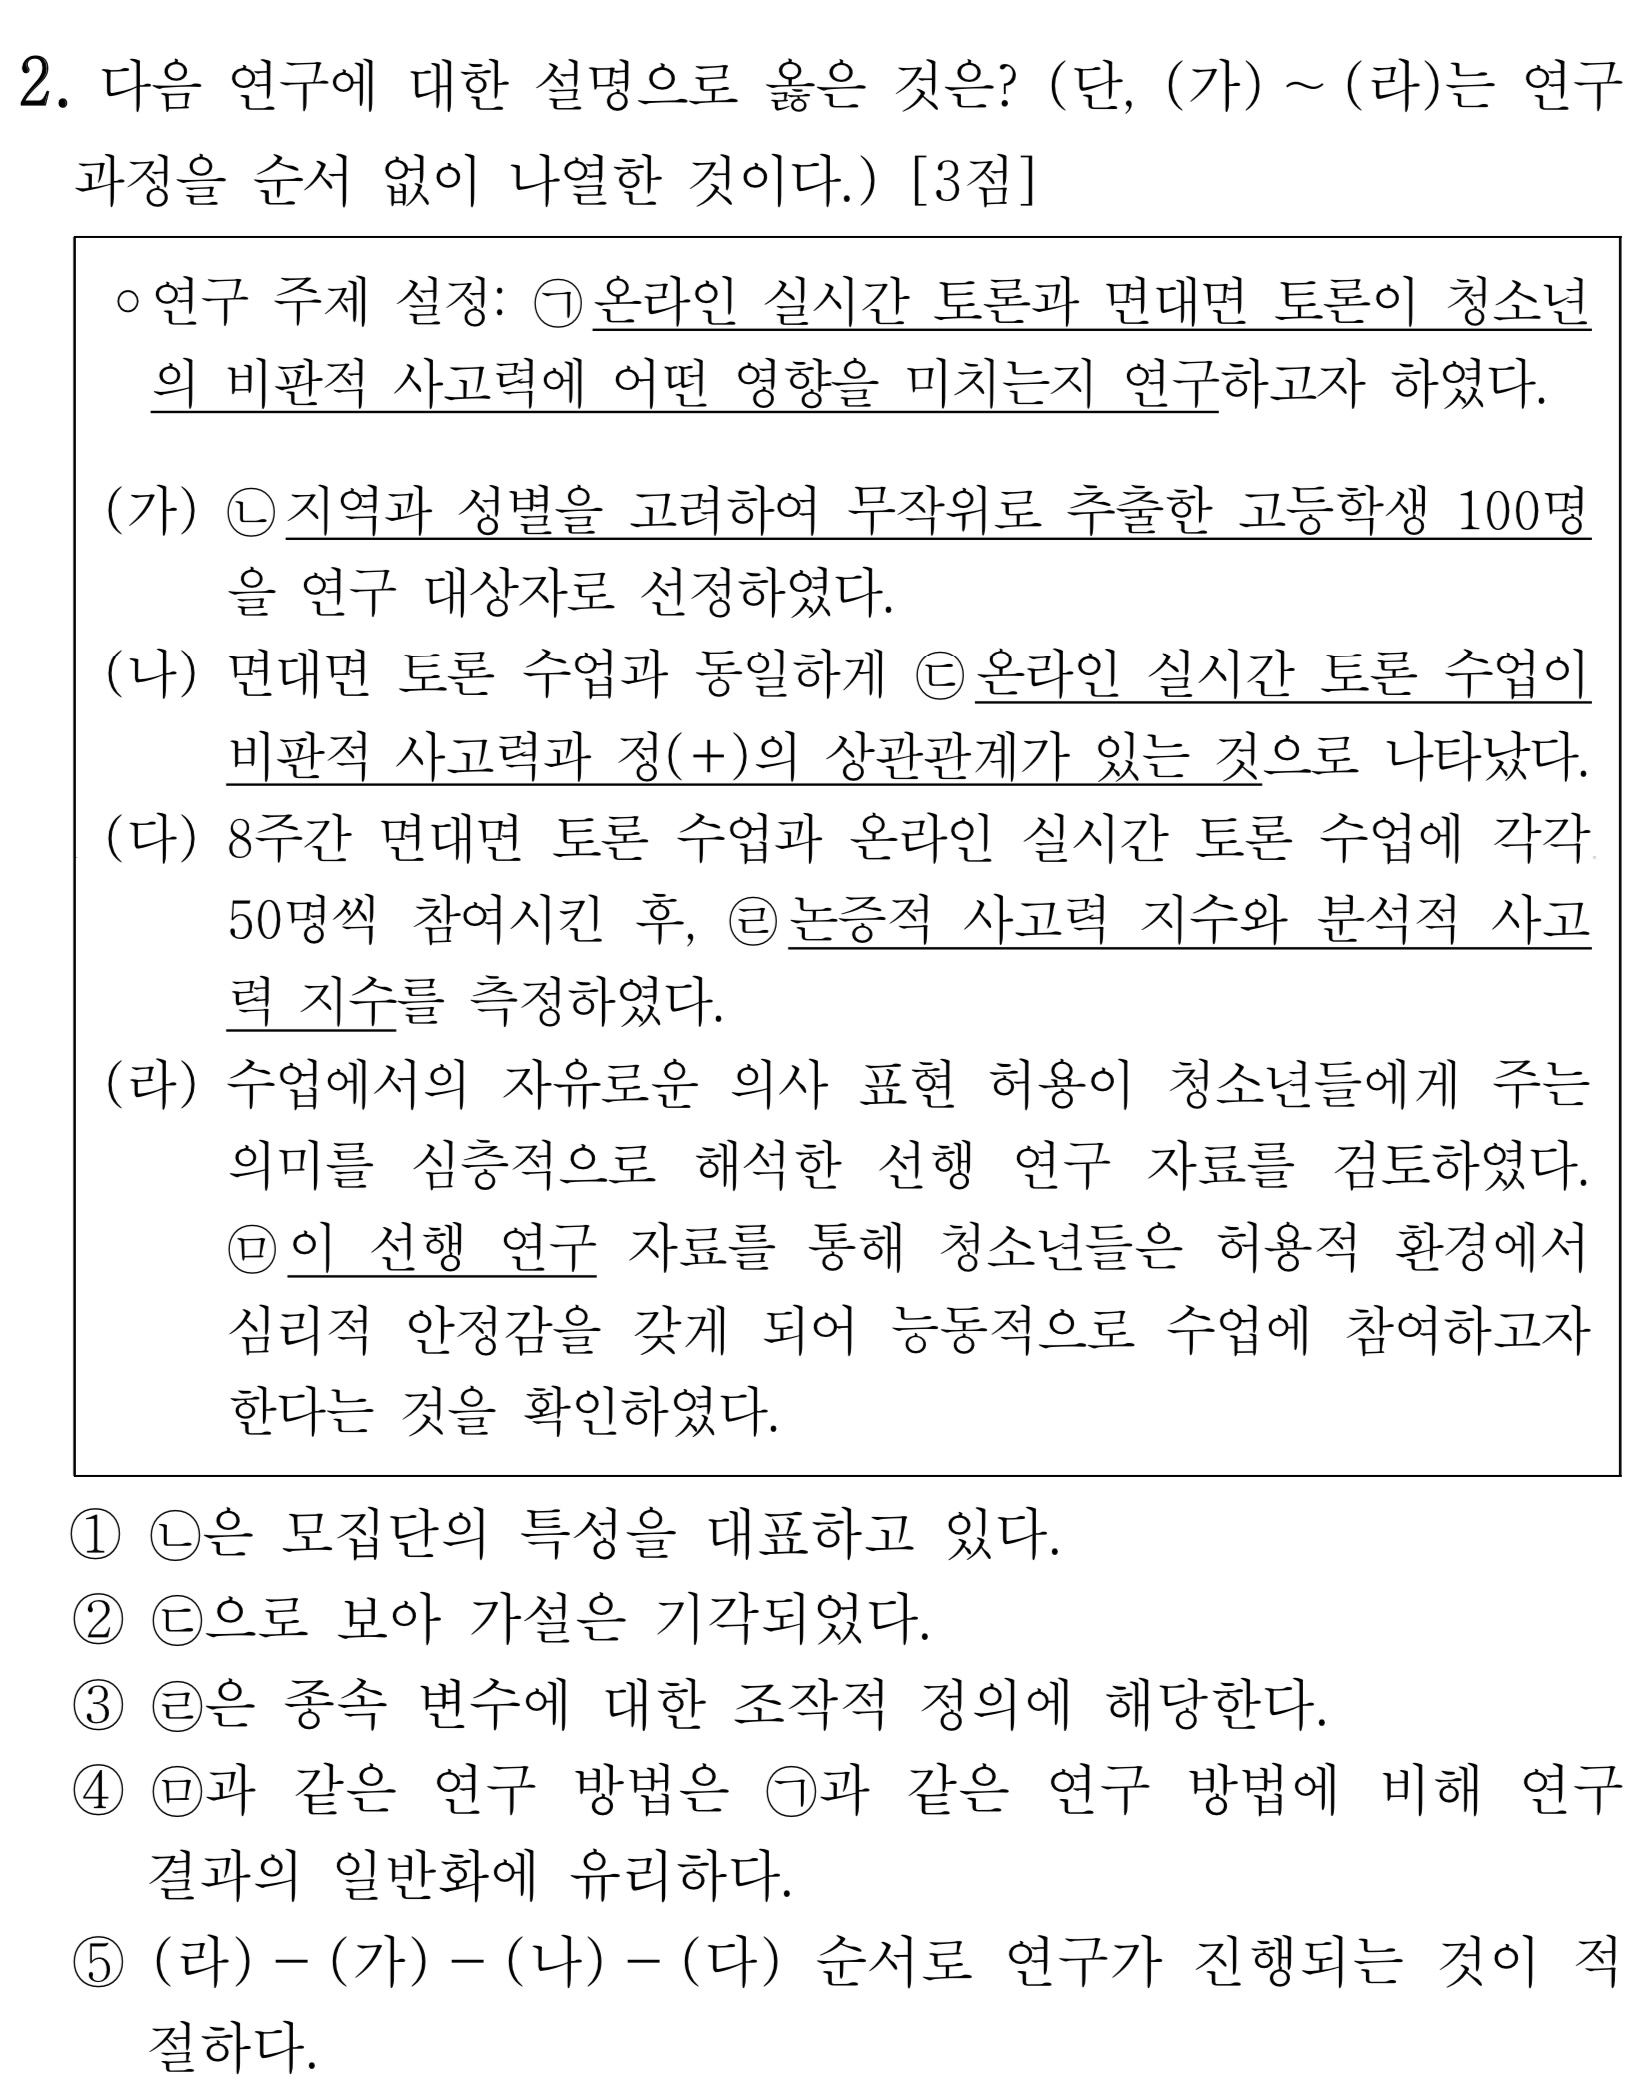 2. 다음 연구에 대한 설명으로 옳은 것은? (단, (가) ~ (라)는 연구
과정을 순서 없이 나열한 것이다.) [3점]
○ 연구 주제 설정: ㉠온라인 실시간 토론과 면대면 토론이 청소년
의 비판적 사고력에 어떤 영향을 미치는지 연구하고자 하였다.
(가) ㉡지역과 성별을 고려하여 무작위로 추출한 고등학생 100명
을 연구 대상자로 선정하였다.
(나) 면대면 토론 수업과 동일하게 ㉢온라인 실시간 토론 수업이
비판적 사고력과 정(+)의 상관관계가 있는 것으로 나타났다.
(다) 8주간 면대면 토론 수업과 온라인 실시간 토론 수업에 각각
50명씩 참여시킨 후, ㉣논증적 사고력 지수와 분석적 사고
력 지수를 측정하였다.
(라) 수업에서의 자유로운 의사 표현 허용이 청소년들에게 주는
의미를 심층적으로 해석한 선행 연구 자료를 검토하였다.
㉤이 선행 연구 자료를 통해 청소년들은 허용적 환경에서
심리적 안정감을 갖게 되어 능동적으로 수업에 참여하고자
한다는 것을 확인하였다.
① ㉡은 모집단의 특성을 대표하고 있다.
② ㉢으로 보아 가설은 기각되었다.
③ ㉣은 종속 변수에 대한 조작적 정의에 해당한다.
④ ㉤과 같은 연구 방법은 ㉠과 같은 연구 방법에 비해 연구
결과의 일반화에 유리하다.
⑤ (라) - (가) - (나) - (다) 순서로 연구가 진행되는 것이 적
절하다.